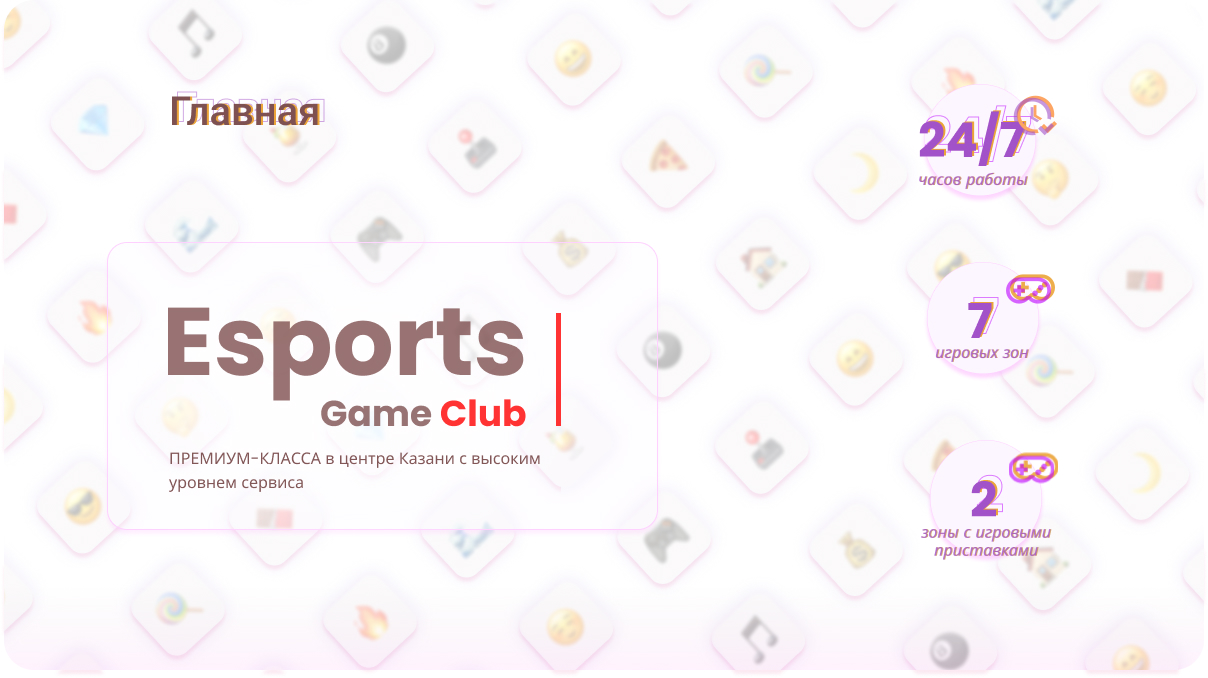 Главная
24/7
часов работы
7
игровых зон
Esports
Game Club
ПРЕМИУМ-КЛАССА в центре Казани с высоким
уровнем сервиса
2
зоны с игровыми
приставками